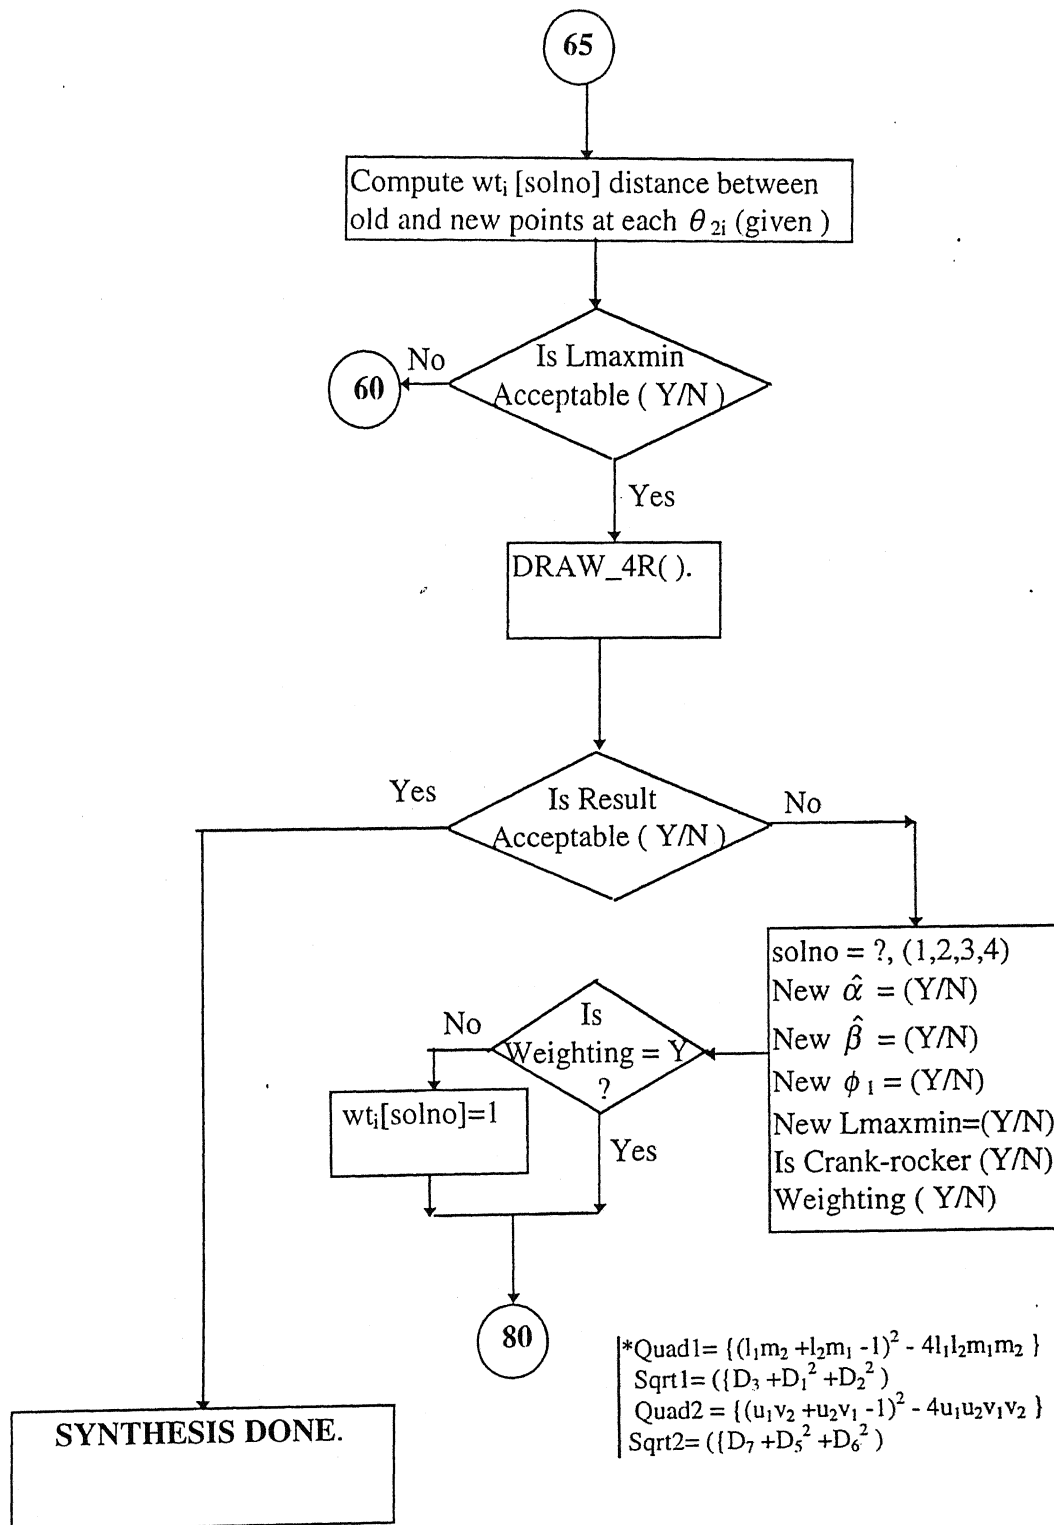 65
Compute wtᵢ [solno] distance between
old and new points at each θ₂ᵢ (given )
Is Lmaxmin
Acceptable ( Y/N )
No
60
Yes
DRAW_4R( ).
Is Result
Acceptable ( Y/N )
Yes
No
solno = ?, (1,2,3,4)
New α̂ = (Y/N)
New β̂ = (Y/N)
New ϕ₁ = (Y/N)
New Lmaxmin=(Y/N)
Is Crank-rocker (Y/N)
Weighting ( Y/N)
Is
Weighting = Y
?
No
wtᵢ[solno]=1
Yes
80
*Quad1= {(l₁m₂ +l₂m₁ -1)² - 4l₁l₂m₁m₂ }
Sqrt1= ({D₃ +D₁² +D₂² )
Quad2 = {(u₁v₂ +u₂v₁ -1)² - 4u₁u₂v₁v₂ }
Sqrt2= ({D₇ +D₅² +D₆² )
SYNTHESIS DONE.